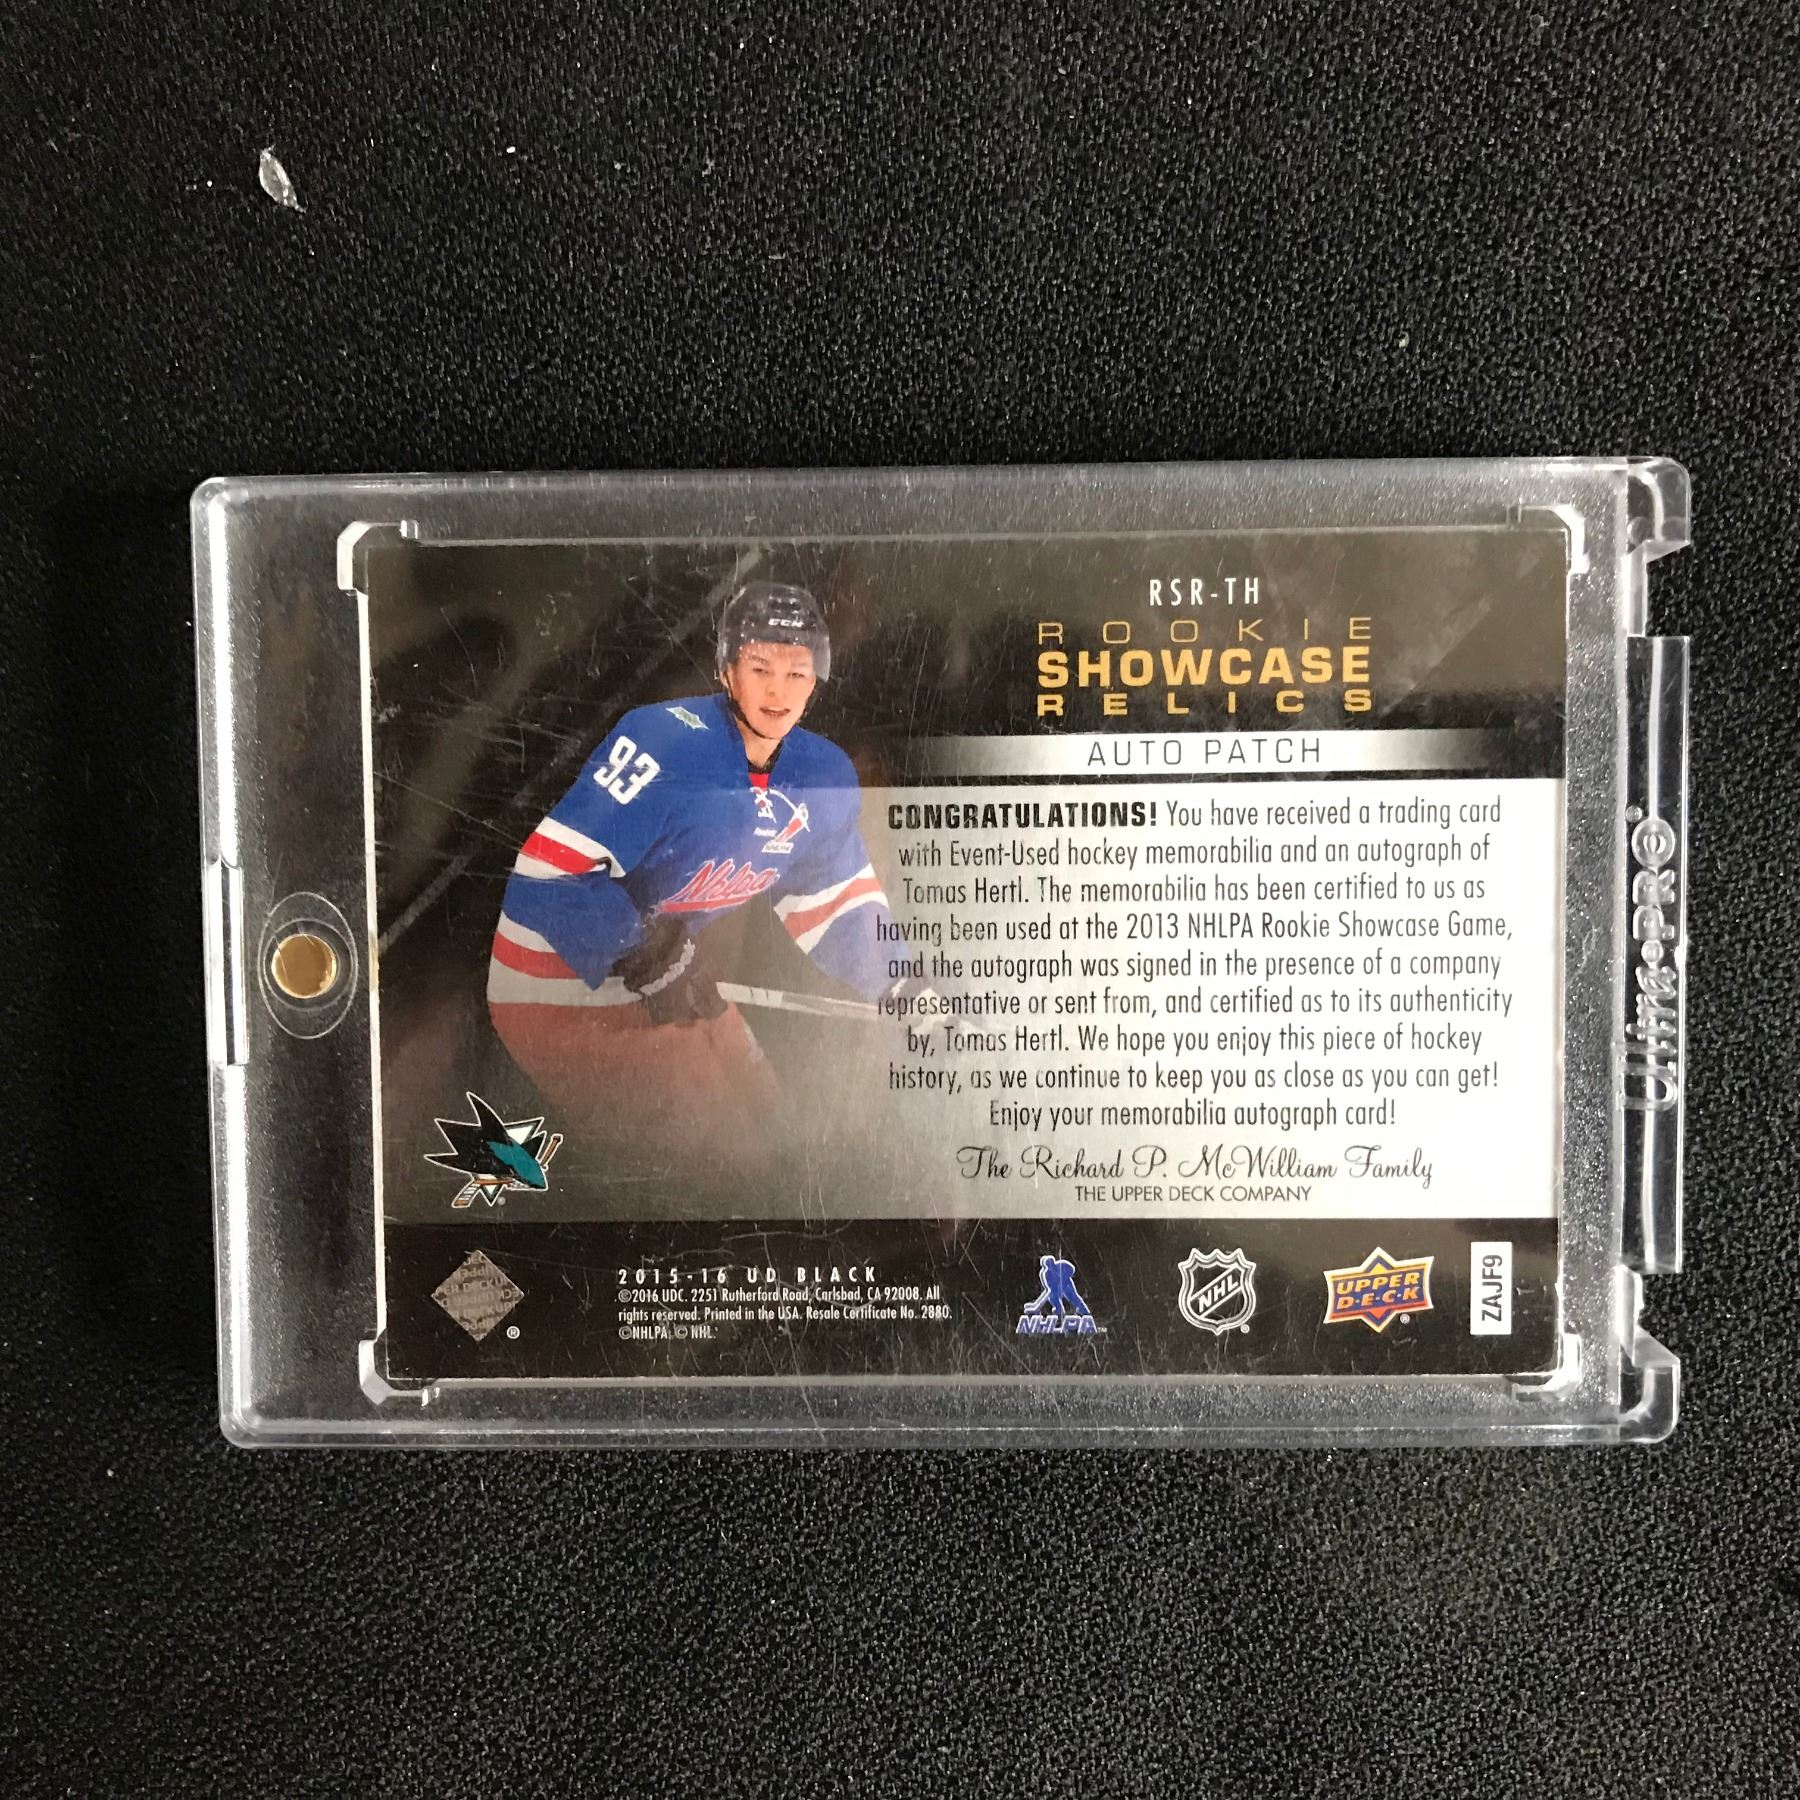 RSR-TH
ROOKIE
SHOWCASE
RELICS
AUTO PATCH
CONGRATULATIONS! You have received a trading card
with Event-Used hockey memorabilia and an autograph of
Tomas Hertl. The memorabilia has been certified to us as
having been used at the 2013 NHLPA Rookie Showcase Game,
and the autograph was signed in the presence of a company
representative or sent from, and certified as to its authenticity
by, Tomas Hertl. We hope you enjoy this piece of hockey
history, as we continue to keep you as close as you can get!
Enjoy your memorabilia autograph card!
The Richard P. McWilliam Family
THE UPPER DECK COMPANY
CCM
93
Reebok
Nhlpa
2015-16 UD BLACK
©2016 UDC. 2251 Rutherford Road, Carlsbad, CA 92008. All
rights reserved. Printed in the USA. Resale Certificate No. 2880.
©NHLPA. © NHL.
®
NHLPA™
NHL®
UPPER
D·E·C·K®
ZAJF9
Ultra•PRO®